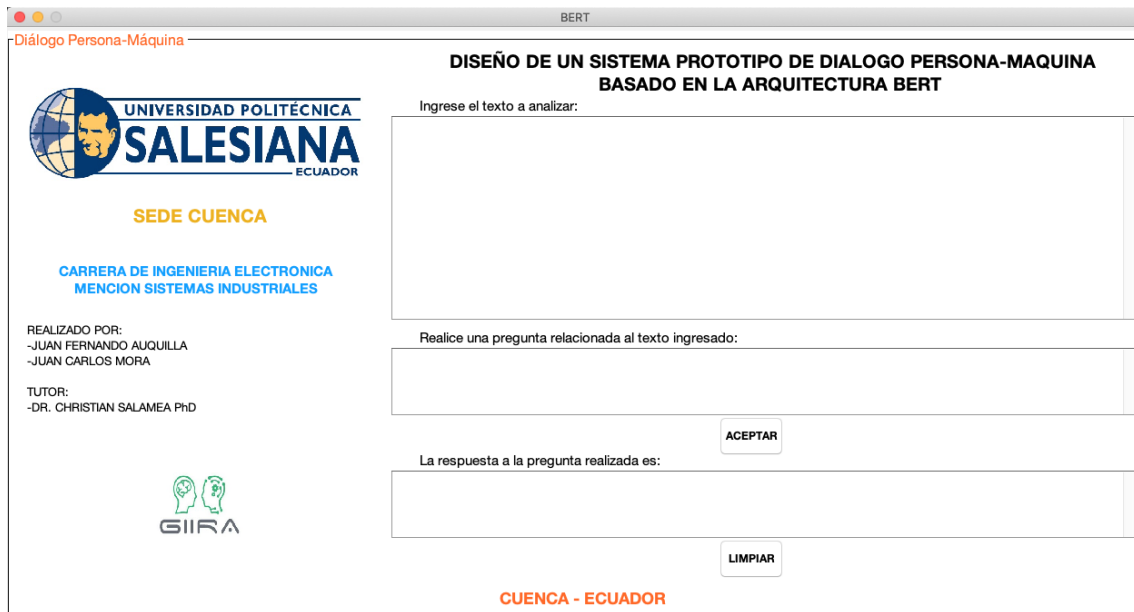 BERT
Diálogo Persona-Máquina
UNIVERSIDAD POLITÉCNICA
SALESIANA
ECUADOR
SEDE CUENCA
CARRERA DE INGENIERIA ELECTRONICA
MENCION SISTEMAS INDUSTRIALES
REALIZADO POR:
-JUAN FERNANDO AUQUILLA
-JUAN CARLOS MORA
TUTOR:
-DR. CHRISTIAN SALAMEA PhD
GIIRA
DISEÑO DE UN SISTEMA PROTOTIPO DE DIALOGO PERSONA-MAQUINA
BASADO EN LA ARQUITECTURA BERT
Ingrese el texto a analizar:
Realice una pregunta relacionada al texto ingresado:
ACEPTAR
La respuesta a la pregunta realizada es:
LIMPIAR
CUENCA - ECUADOR